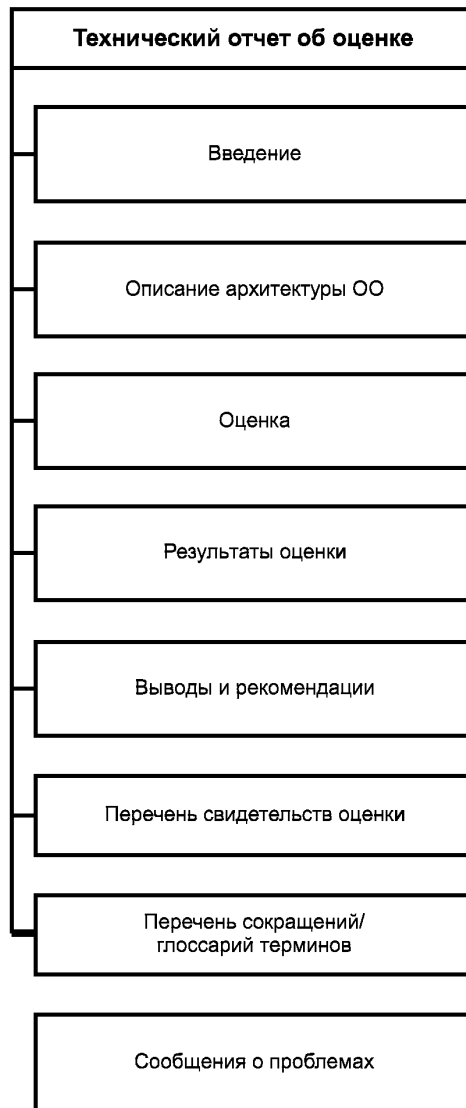 Технический отчет об оценке
Введение
Описание архитектуры ОО
Оценка
Результаты оценки
Выводы и рекомендации
Перечень свидетельств оценки
Перечень сокращений/
глоссарий терминов
Сообщения о проблемах